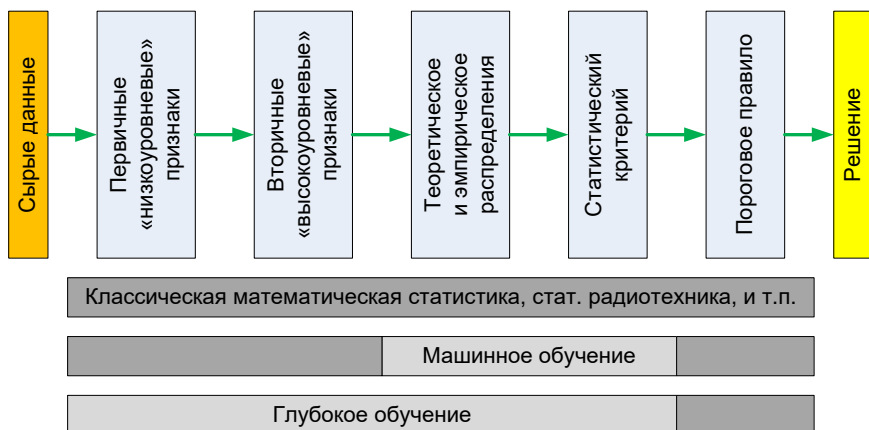 Сырые данные
Первичные
«низкоуровневые»
признаки
Вторичные
“высокоуровневые”
признаки
Теоретическое
и эмпирическое
распределения
Статистический
критерий
Пороговое правило
Решение
Классическая математическая статистика, стат. радиотехника, и т.п.
Машинное обучение
Глубокое обучение